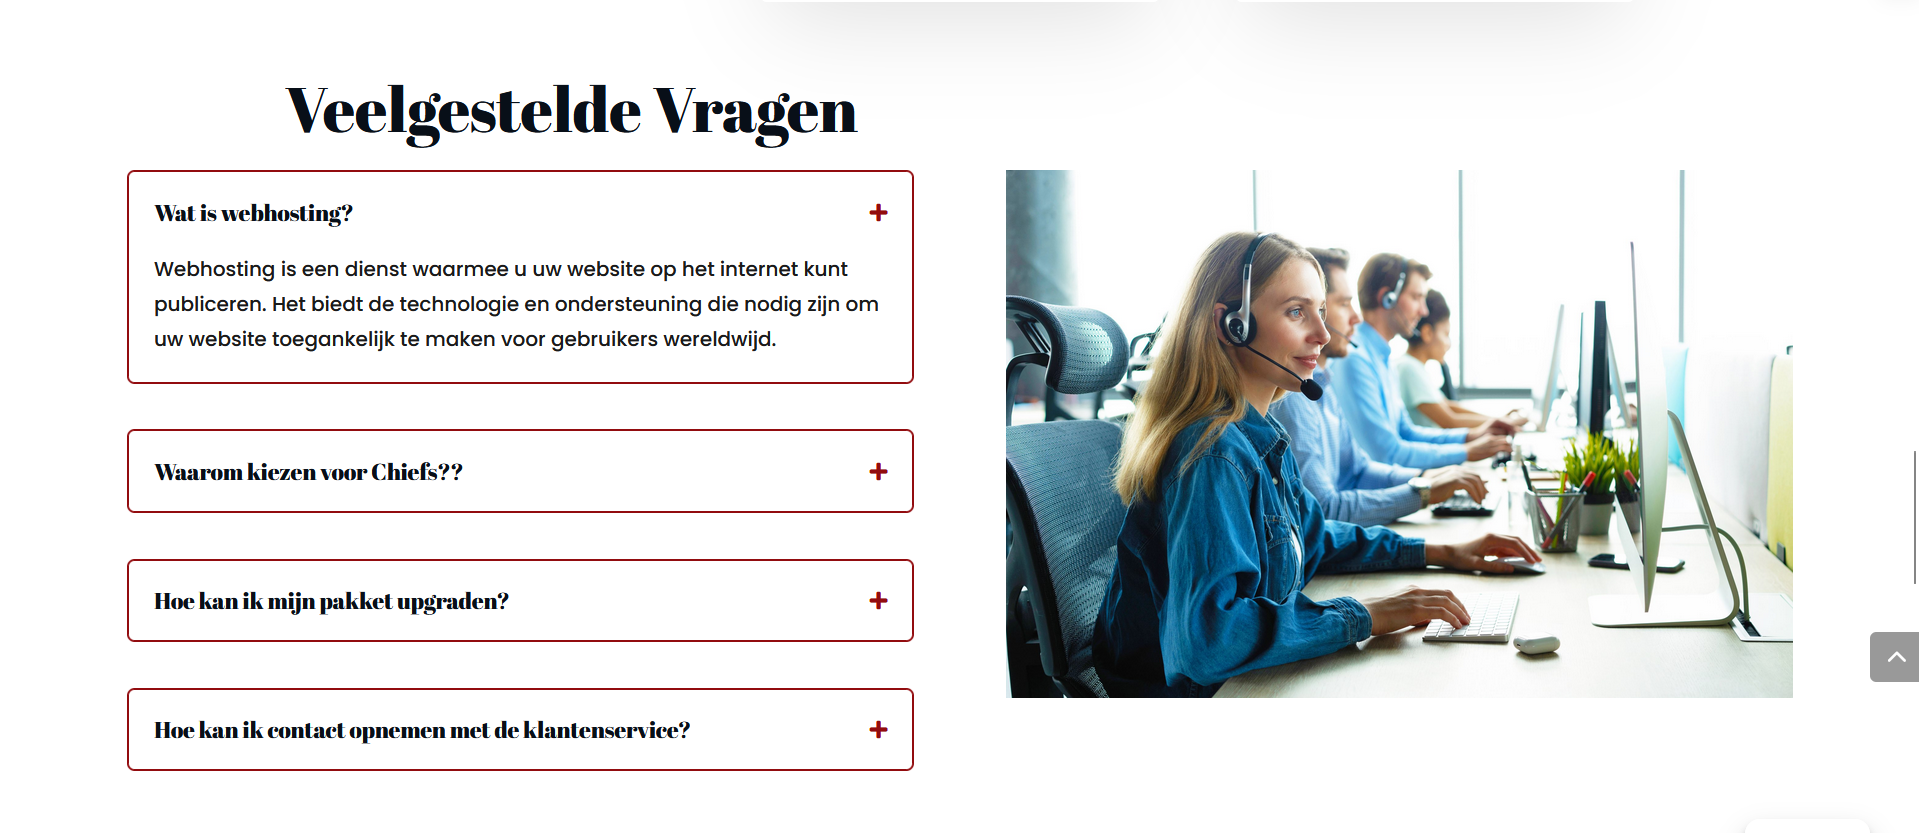 Veelgestelde Vragen
Wat is webhosting?
Webhosting is een dienst waarmee u uw website op het internet kunt
publiceren. Het biedt de technologie en ondersteuning die nodig zijn om
uw website toegankelijk te maken voor gebruikers wereldwijd.
Waarom kiezen voor Chiefs??
Hoe kan ik mijn pakket upgraden?
Hoe kan ik contact opnemen met de klantenservice?